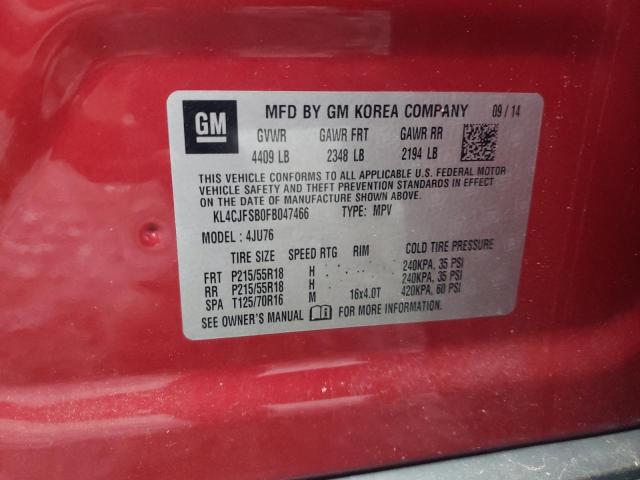 GM MFD BY GM KOREA COMPANY 09/14
GVWR GAWR FRT GAWR RR
4409 LB 2348 LB 2194 LB
THIS VEHICLE CONFORMS TO ALL APPLICABLE U.S. FEDERAL MOTOR
VEHICLE SAFETY AND THEFT PREVENTION STANDARDS IN EFFECT
ON THE DATE OF MANUFACTURE SHOWN ABOVE.
KL4CJFSB0FB047466 TYPE: MPV
MODEL: 4JU76
TIRE SIZE SPEED RTG RIM COLD TIRE PRESSURE
FRT P215/55R18 H 240KPA, 35 PSI
RR P215/55R18 H 240KPA, 35 PSI
SPA T125/70R16 M 16x4.0T 420KPA, 60 PSI
SEE OWNER'S MANUAL FOR MORE INFORMATION.